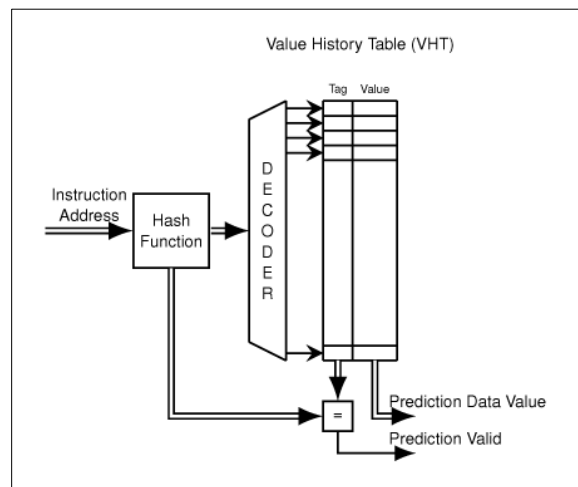 Value History Table (VHT)
Tag Value
Instruction
Address
Hash
Function
D
E
C
O
D
E
R
=
Prediction Data Value
Prediction Valid